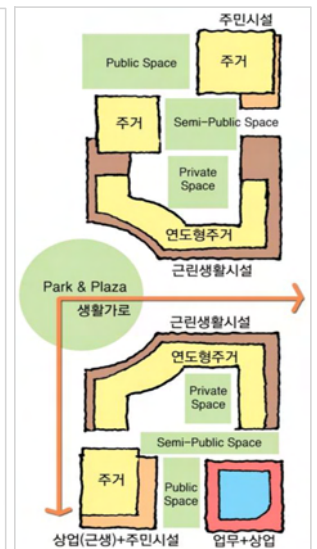 주민시설
Public Space
주거
주거
Semi-Public Space
Private
Space
연도형주거
근린생활시설
Park & Plaza
생활가로
근린생활시설
연도형주거
Private
Space
Semi-Public Space
주거
Public
Space
상업(근생)+주민시설
업무+상업